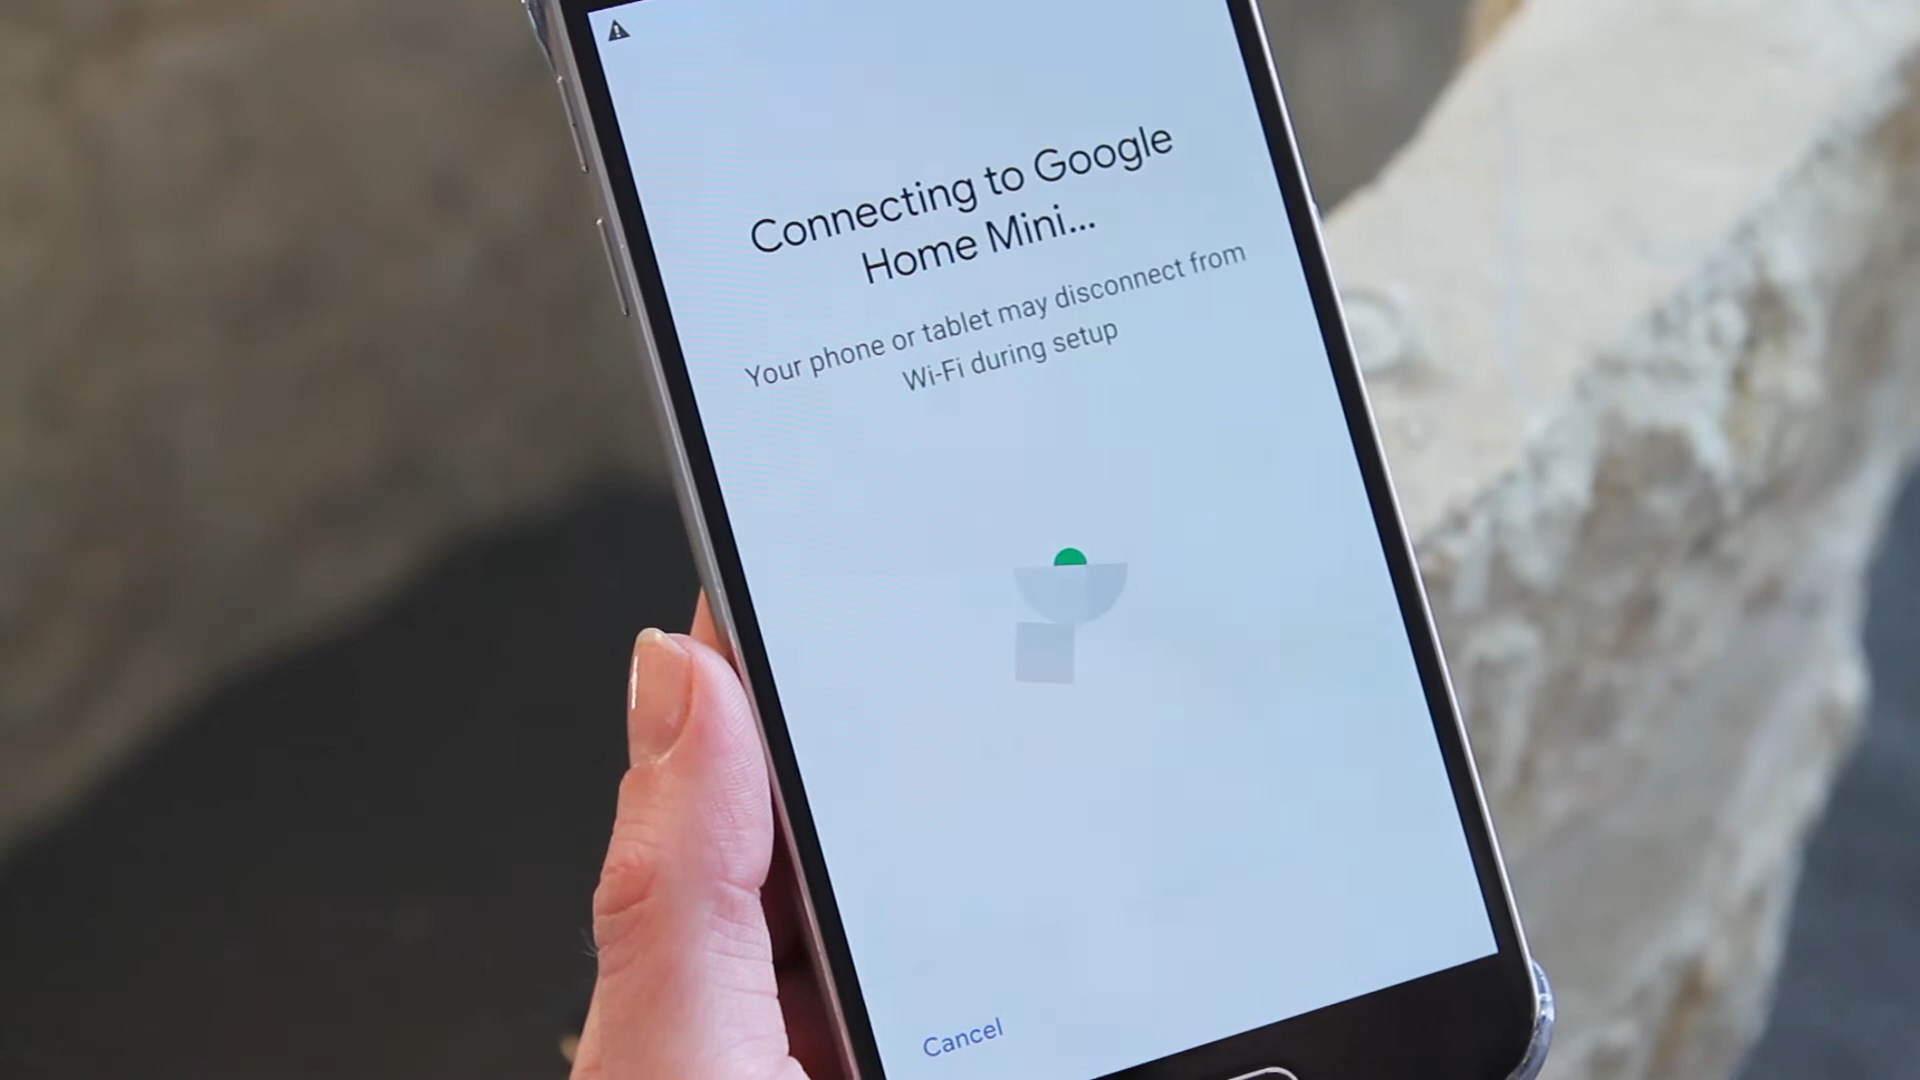 Connecting to Google
Home Mini...
Your phone or tablet may disconnect from
Wi-Fi during setup
Cancel